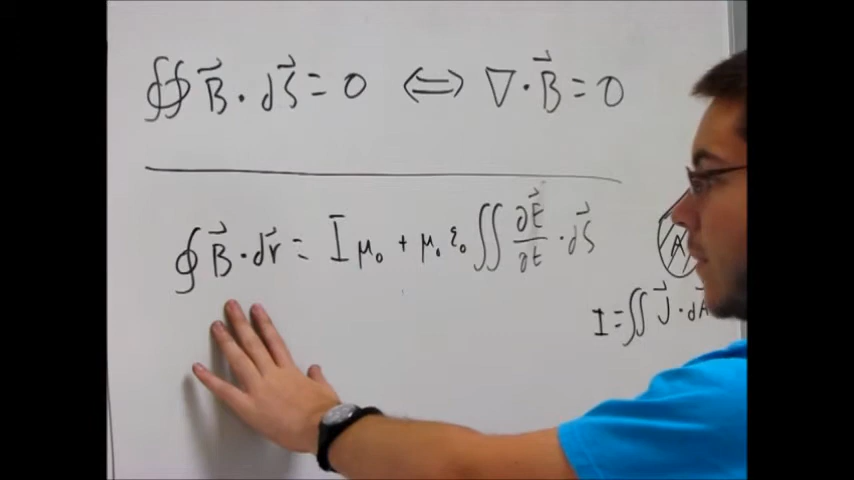 ∯ B⃗ · dS⃗ = 0 ⟺ ∇ · B⃗ = 0
∮ B⃗ · dr⃗ = I μ₀ + μ₀ ε₀ ∬ ∂E⃗/∂t · dS⃗
A
I = ∬ J⃗ · dA⃗